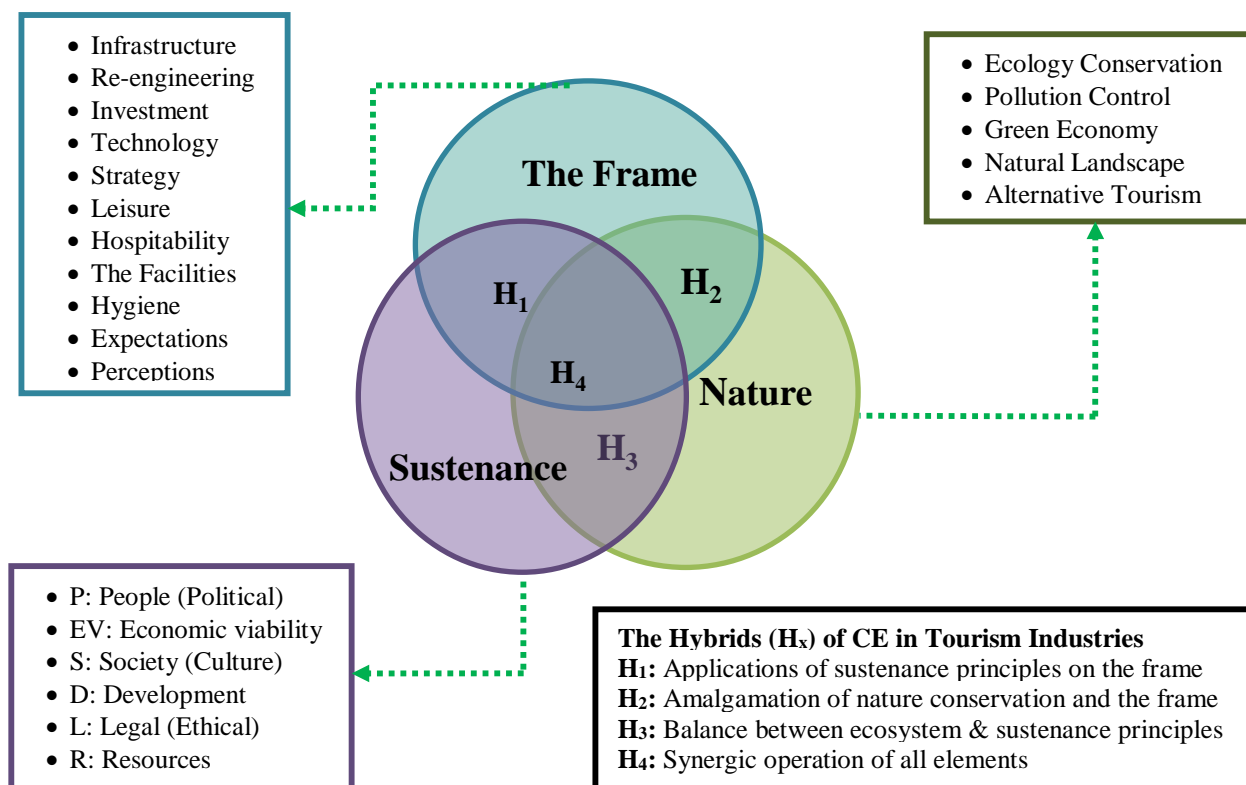 • Infrastructure
• Re-engineering
• Investment
• Technology
• Strategy
• Leisure
• Hospitability
• The Facilities
• Hygiene
• Expectations
• Perceptions
• Ecology Conservation
• Pollution Control
• Green Economy
• Natural Landscape
• Alternative Tourism
The Frame
H₁
H₂
H₄
Nature
Sustenance
H₃
• P: People (Political)
• EV: Economic viability
• S: Society (Culture)
• D: Development
• L: Legal (Ethical)
• R: Resources
The Hybrids (Hₓ) of CE in Tourism Industries
H₁: Applications of sustenance principles on the frame
H₂: Amalgamation of nature conservation and the frame
H₃: Balance between ecosystem & sustenance principles
H₄: Synergic operation of all elements